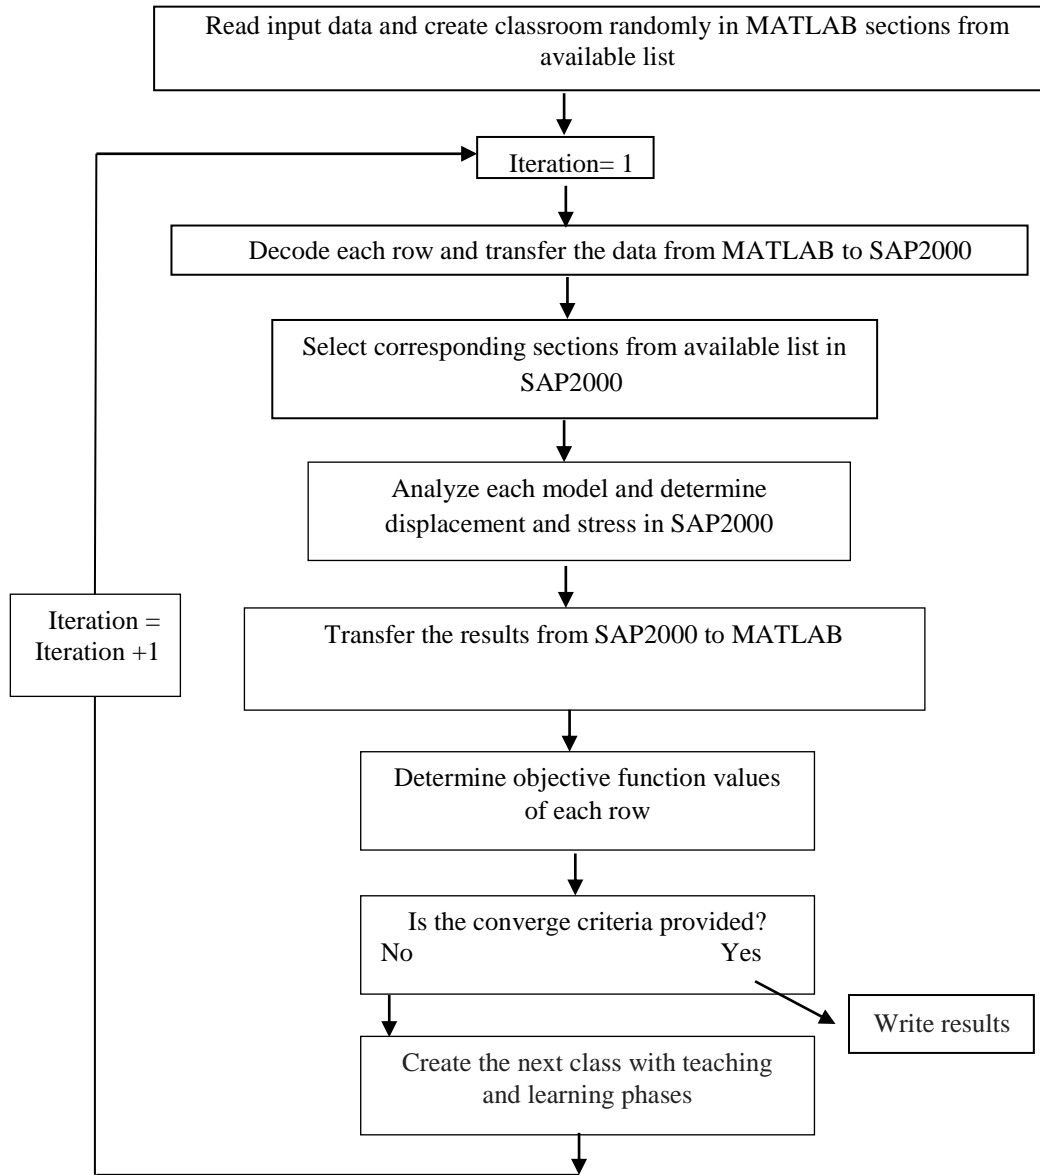 Read input data and create classroom randomly in MATLAB sections from
available list
Iteration= 1
Decode each row and transfer the data from MATLAB to SAP2000
Select corresponding sections from available list in
SAP2000
Analyze each model and determine
displacement and stress in SAP2000
Iteration =
Iteration +1
Transfer the results from SAP2000 to MATLAB
Determine objective function values
of each row
Is the converge criteria provided?
No Yes
Write results
Create the next class with teaching
and learning phases